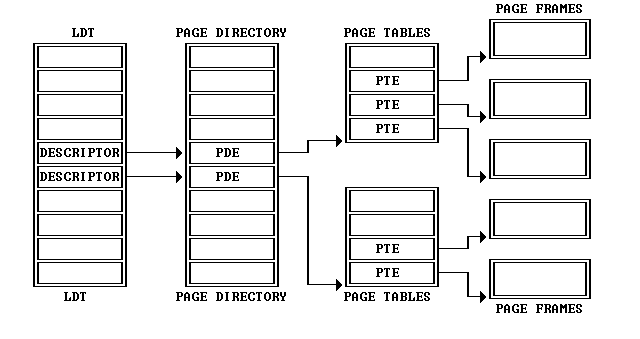 PAGE FRAMES
LDT PAGE DIRECTORY PAGE TABLES
PTE
PTE
PTE
DESCRIPTOR PDE
DESCRIPTOR PDE
PTE
PTE
LDT PAGE DIRECTORY PAGE TABLES
PAGE FRAMES